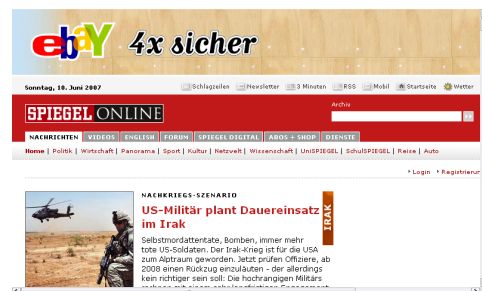 ebaY 4x sicher
Sonntag, 10. Juni 2007
Schlagzeilen Newsletter 3 Minuten RSS Mobil Startseite Wetter
SPIEGEL ONLINE
Archiv
NACHRICHTEN VIDEOS ENGLISH FORUM SPIEGEL DIGITAL ABOS + SHOP DIENSTE
Home | Politik | Wirtschaft | Panorama | Sport | Kultur | Netzwelt | Wissenschaft | UniSPIEGEL | SchulSPIEGEL | Reise | Auto
Login Registrierun
NACHKRIEGS-SZENARIO
US-Militär plant Dauereinsatz
im Irak
IRAK
Selbstmordattentate, Bomben, immer mehr
tote US-Soldaten. Der Irak-Krieg ist für die USA
zum Alptraum geworden. Jetzt prüfen Offiziere, ab
2008 einen Rückzug einzuläuten - der allerdings
kein richtiger sein soll: Die hochrangigen Militärs